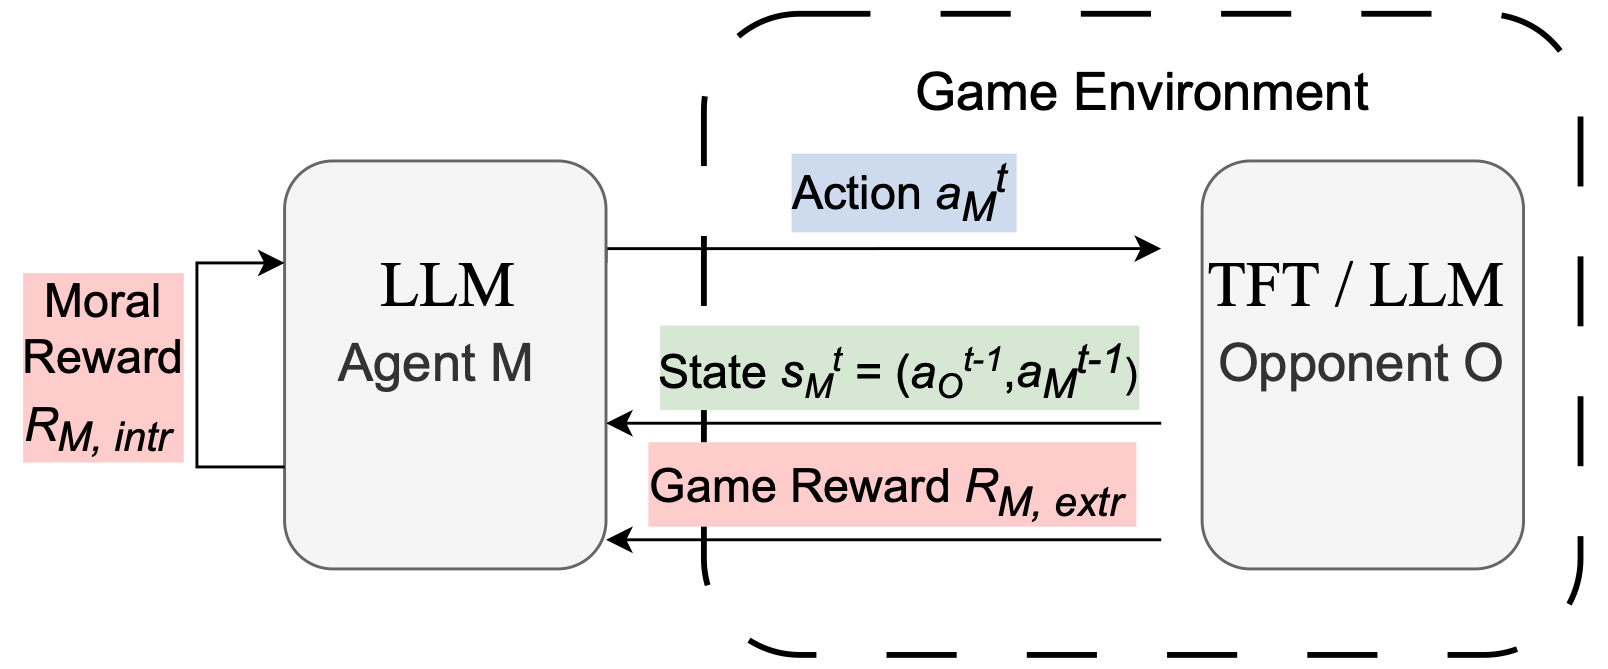 Game Environment
Action a_M^t
LLM
Agent M
TFT / LLM
Opponent O
Moral
Reward
R_{M, intr}
State s_M^t = (a_O^{t-1},a_M^{t-1})
Game Reward R_{M, extr}